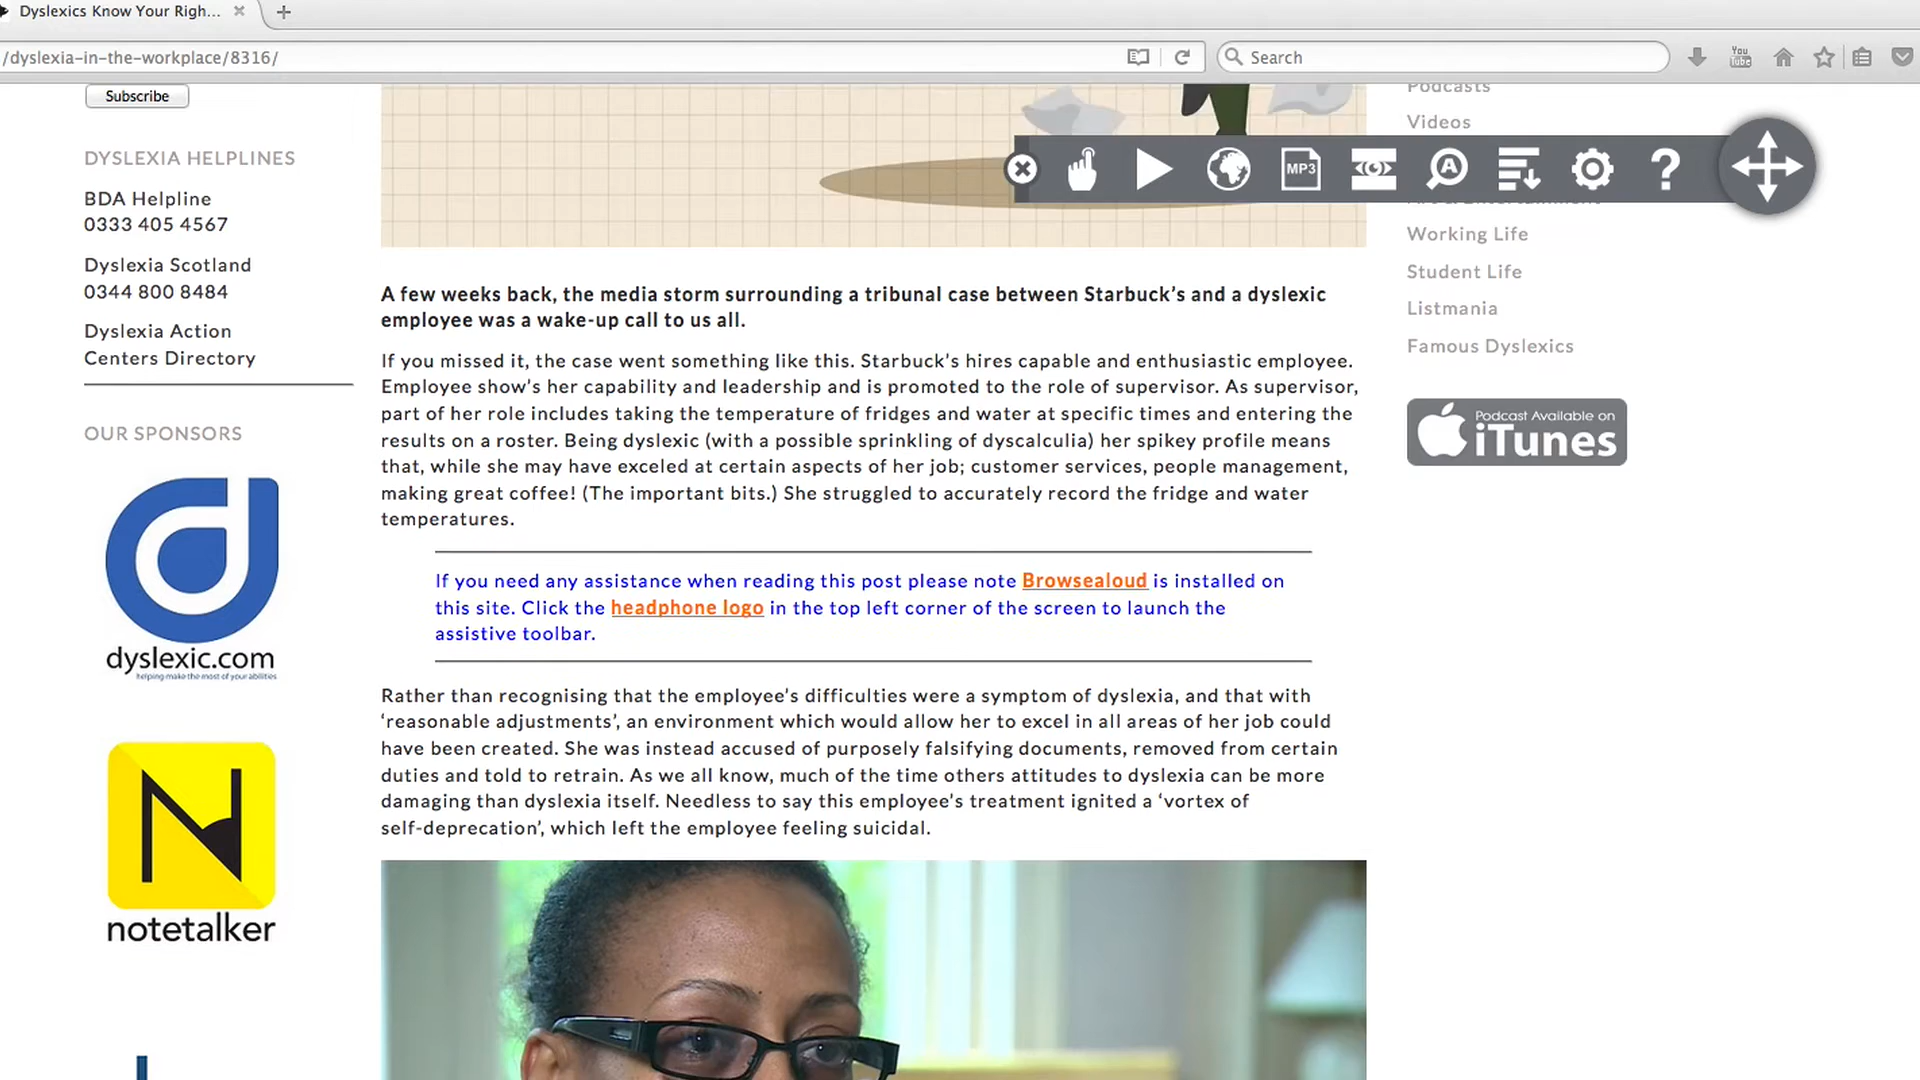 Dyslexics Know Your Righ...
/dyslexia-in-the-workplace/8316/
Search
You
Tube
Subscribe
DYSLEXIA HELPLINES
BDA Helpline
0333 405 4567
Dyslexia Scotland
0344 800 8484
Dyslexia Action
Centers Directory
OUR SPONSORS
dyslexic.com
helping make the most of your abilities
notetalker
MP3
A
?
A few weeks back, the media storm surrounding a tribunal case between Starbuck’s and a dyslexic
employee was a wake-up call to us all.
If you missed it, the case went something like this. Starbuck’s hires capable and enthusiastic employee.
Employee show’s her capability and leadership and is promoted to the role of supervisor. As supervisor,
part of her role includes taking the temperature of fridges and water at specific times and entering the
results on a roster. Being dyslexic (with a possible sprinkling of dyscalculia) her spikey profile means
that, while she may have exceled at certain aspects of her job; customer services, people management,
making great coffee! (The important bits.) She struggled to accurately record the fridge and water
temperatures.
If you need any assistance when reading this post please note Browsealoud is installed on
this site. Click the headphone logo in the top left corner of the screen to launch the
assistive toolbar.
Rather than recognising that the employee’s difficulties were a symptom of dyslexia, and that with
‘reasonable adjustments’, an environment which would allow her to excel in all areas of her job could
have been created. She was instead accused of purposely falsifying documents, removed from certain
duties and told to retrain. As we all know, much of the time others attitudes to dyslexia can be more
damaging than dyslexia itself. Needless to say this employee’s treatment ignited a ‘vortex of
self-deprecation’, which left the employee feeling suicidal.
Podcasts
Videos
Working Life
Student Life
Listmania
Famous Dyslexics
Podcast Available on
iTunes